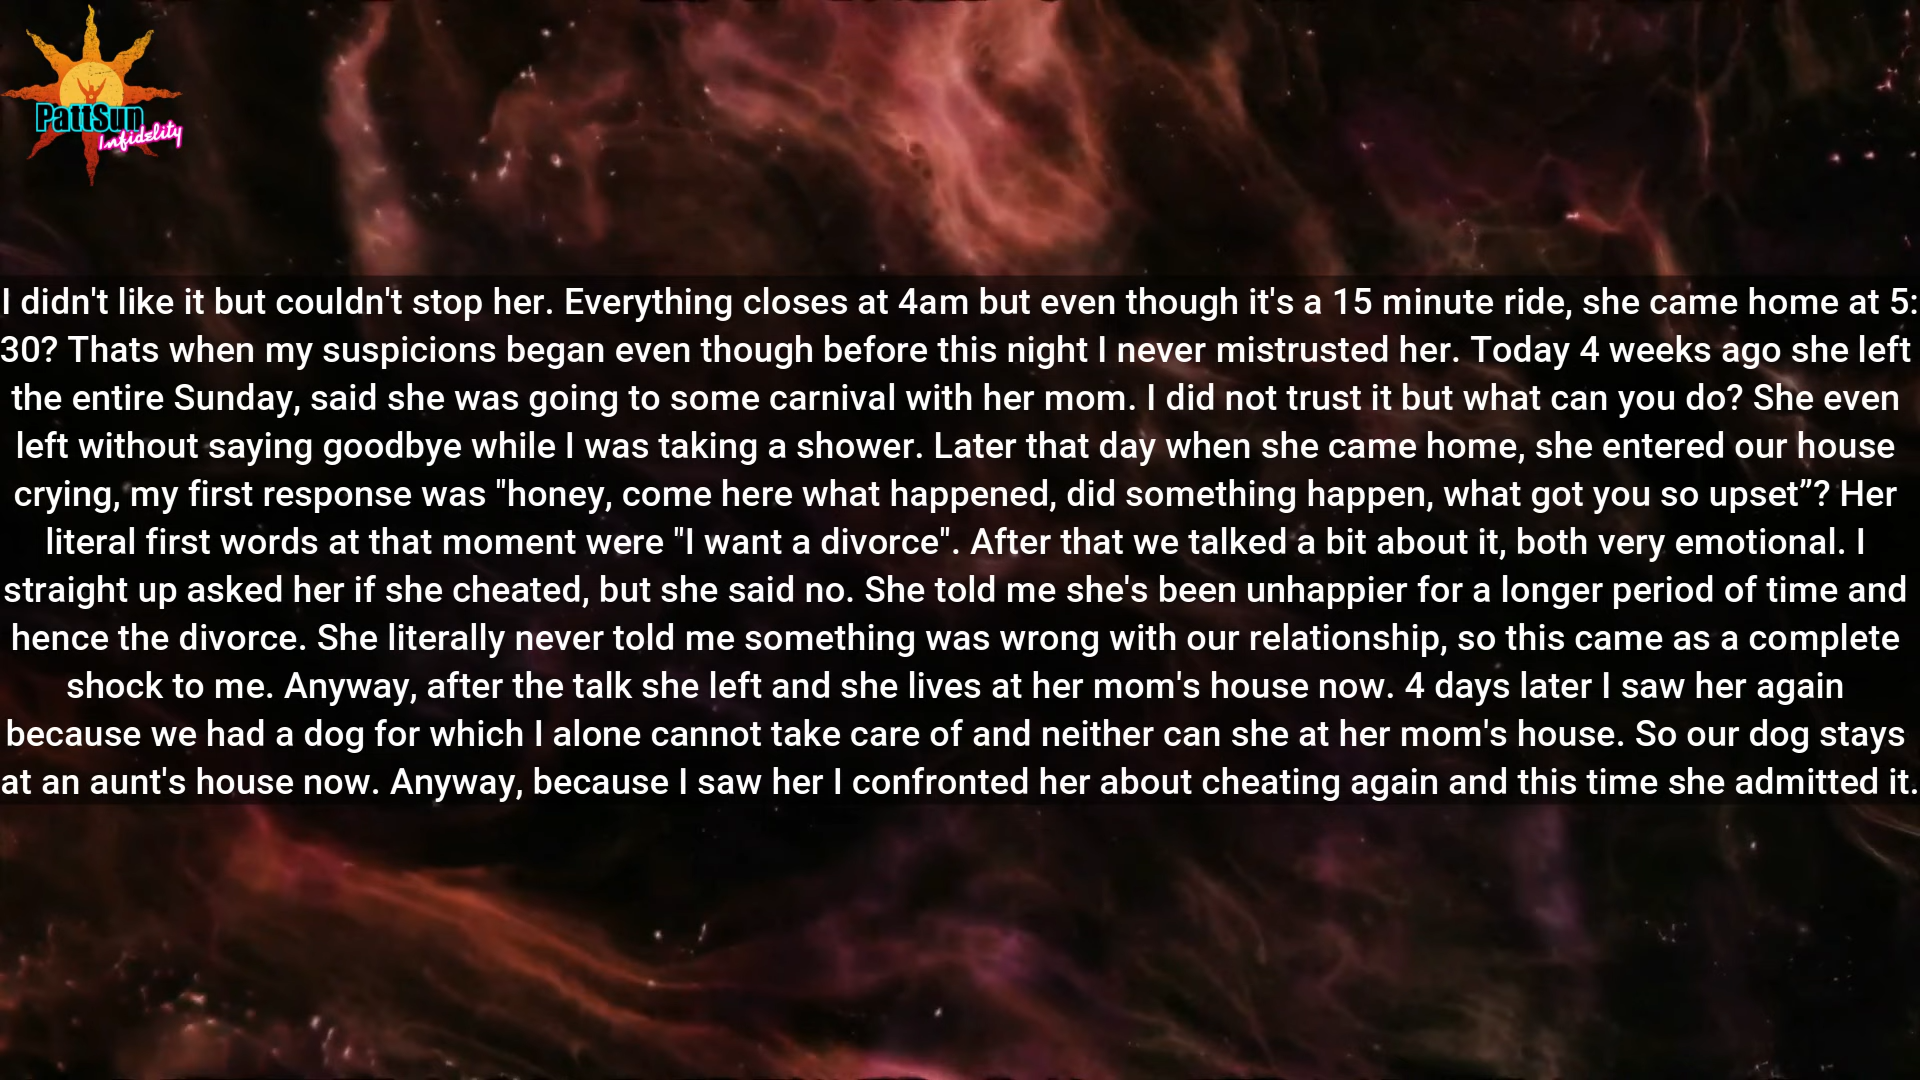 PattSun
Infidelity
I didn't like it but couldn't stop her. Everything closes at 4am but even though it's a 15 minute ride, she came home at 5:
30? Thats when my suspicions began even though before this night I never mistrusted her. Today 4 weeks ago she left
the entire Sunday, said she was going to some carnival with her mom. I did not trust it but what can you do? She even
left without saying goodbye while I was taking a shower. Later that day when she came home, she entered our house
crying, my first response was "honey, come here what happened, did something happen, what got you so upset”? Her
literal first words at that moment were "I want a divorce". After that we talked a bit about it, both very emotional. I
straight up asked her if she cheated, but she said no. She told me she's been unhappier for a longer period of time and
hence the divorce. She literally never told me something was wrong with our relationship, so this came as a complete
shock to me. Anyway, after the talk she left and she lives at her mom's house now. 4 days later I saw her again
because we had a dog for which I alone cannot take care of and neither can she at her mom's house. So our dog stays
at an aunt's house now. Anyway, because I saw her I confronted her about cheating again and this time she admitted it.